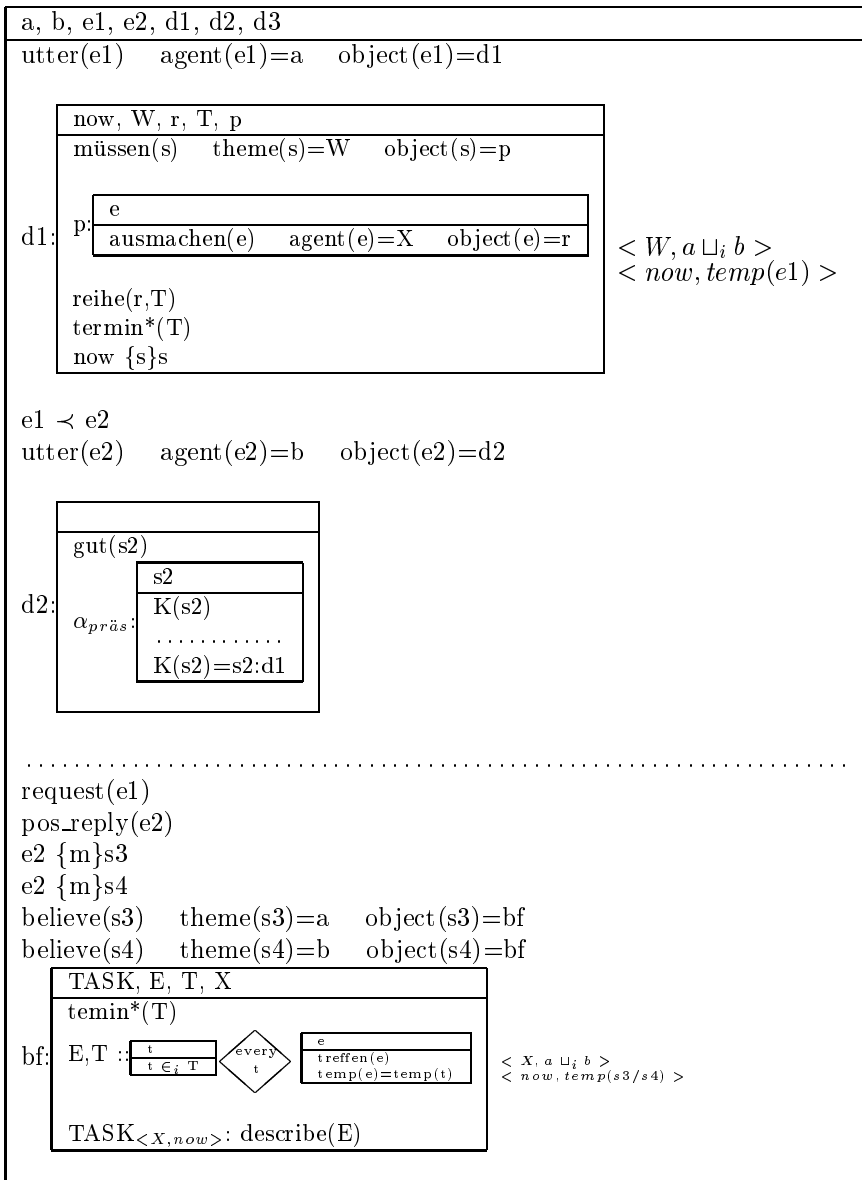 a, b, e1, e2, d1, d2, d3
utter(e1) agent(e1)=a object(e1)=d1
now, W, r, T, p
müssen(s) theme(s)=W object(s)=p
e
d1: p: ausmachen(e) agent(e)=X object(e)=r
< W, a ⊔i b >
< now, temp(e1) >
reihe(r,T)
termin*(T)
now {s}s
e1 ≺ e2
utter(e2) agent(e2)=b object(e2)=d2
gut(s2)
s2
d2: αpräs: K(s2)
. . . . . . . . . . . .
K(s2)=s2:d1
. . . . . . . . . . . . . . . . . . . . . . . . . . . . . . . . . . . . . . . . . . . . . . . . . . . . . . . . . . . . . . . . . . . . . .
request(e1)
pos_reply(e2)
e2 {m}s3
e2 {m}s4
believe(s3) theme(s3)=a object(s3)=bf
believe(s4) theme(s4)=b object(s4)=bf
TASK, E, T, X
temin*(T)
bf: E,T :: t every e
t ∈i T t treffen(e) < X, a ⊔i b >
temp(e)=temp(t) < now, temp(s3/s4) >
TASK<X,now>: describe(E)